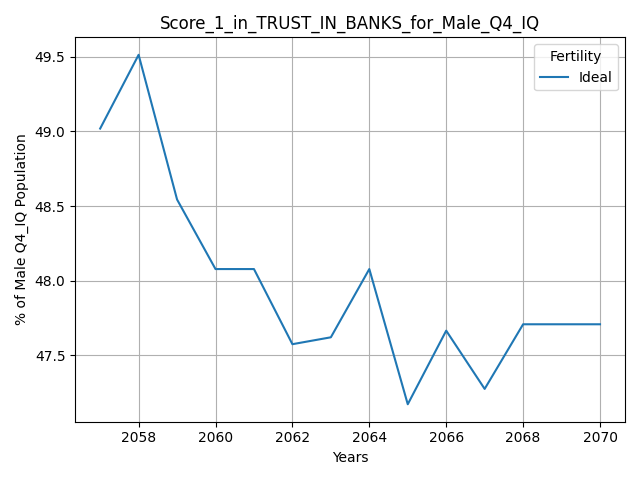 Score_1_in_TRUST_IN_BANKS_for_Male_Q4_IQ
Fertility
Ideal
% of Male Q4_IQ Population
49.5
49.0
48.5
48.0
47.5
2058 2060 2062 2064 2066 2068 2070
Years